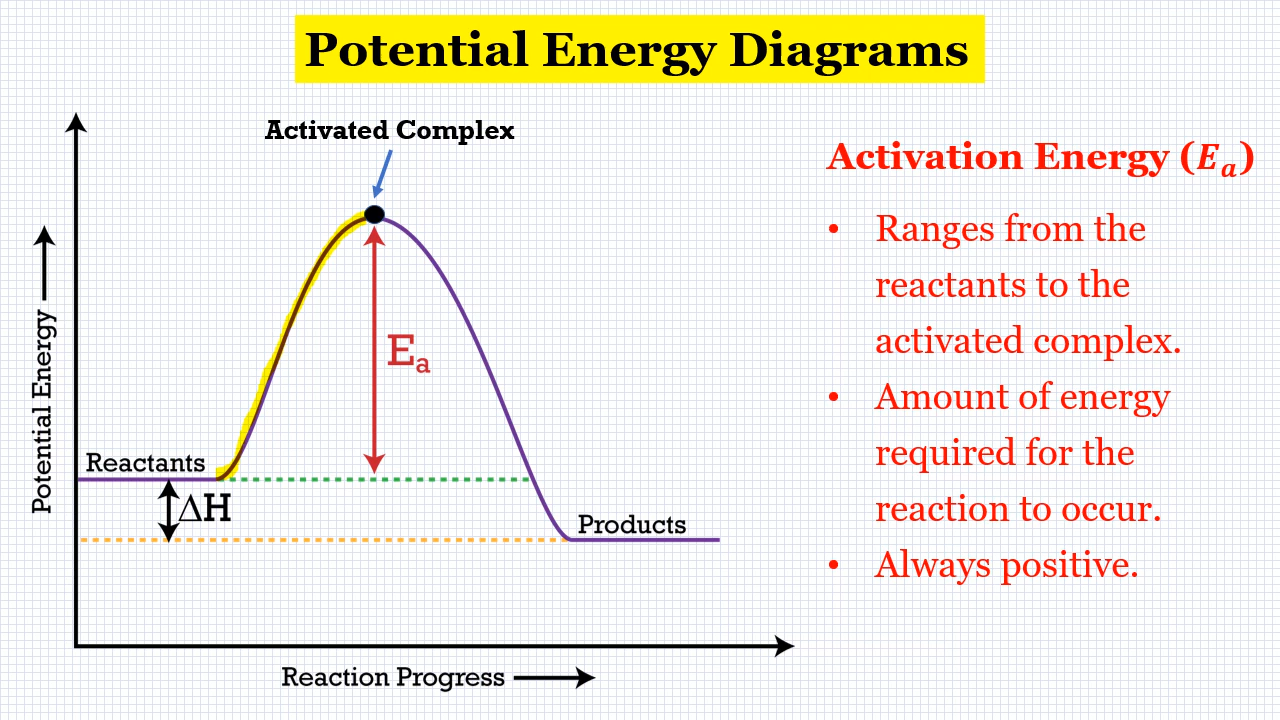 Potential Energy Diagrams
Activated Complex
Activation Energy (Eₐ)
• Ranges from the
reactants to the
activated complex.
• Amount of energy
required for the
reaction to occur.
• Always positive.
Potential Energy
Eₐ
Reactants
ΔH
Products
Reaction Progress